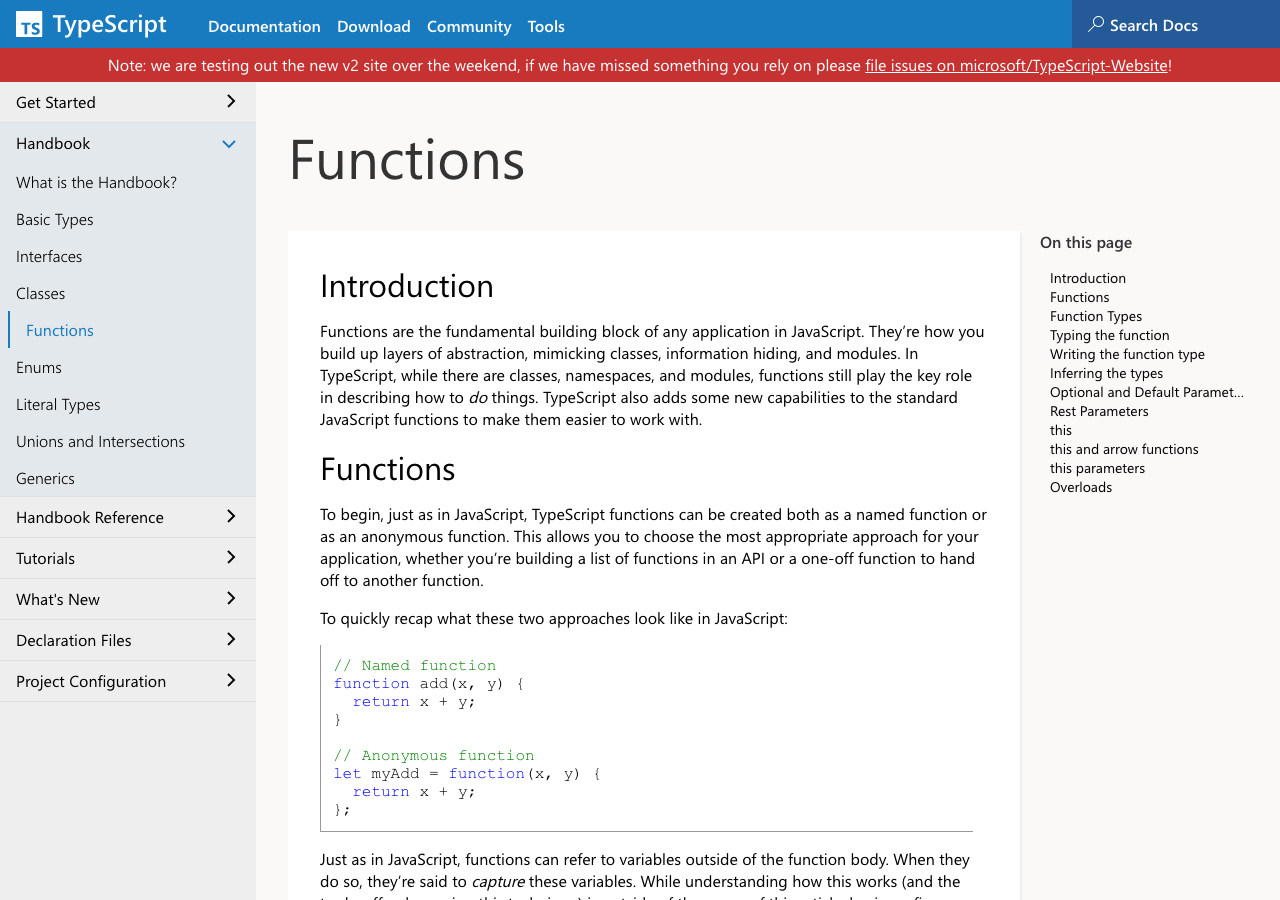 TS TypeScript
Documentation Download Community Tools
Search Docs
Note: we are testing out the new v2 site over the weekend, if we have missed something you rely on please file issues on microsoft/TypeScript-Website!
Get Started
Handbook
What is the Handbook?
Basic Types
Interfaces
Classes
Functions
Enums
Literal Types
Unions and Intersections
Generics
Handbook Reference
Tutorials
What's New
Declaration Files
Project Configuration
Functions
Introduction
Functions are the fundamental building block of any application in JavaScript. They’re how you
build up layers of abstraction, mimicking classes, information hiding, and modules. In
TypeScript, while there are classes, namespaces, and modules, functions still play the key role
in describing how to do things. TypeScript also adds some new capabilities to the standard
JavaScript functions to make them easier to work with.
Functions
To begin, just as in JavaScript, TypeScript functions can be created both as a named function or
as an anonymous function. This allows you to choose the most appropriate approach for your
application, whether you’re building a list of functions in an API or a one-off function to hand
off to another function.
To quickly recap what these two approaches look like in JavaScript:
// Named function
function add(x, y) {
  return x + y;
}
// Anonymous function
let myAdd = function(x, y) {
  return x + y;
};
Just as in JavaScript, functions can refer to variables outside of the function body. When they
do so, they’re said to capture these variables. While understanding how this works (and the
On this page
Introduction
Functions
Function Types
Typing the function
Writing the function type
Inferring the types
Optional and Default Paramet...
Rest Parameters
this
this and arrow functions
this parameters
Overloads